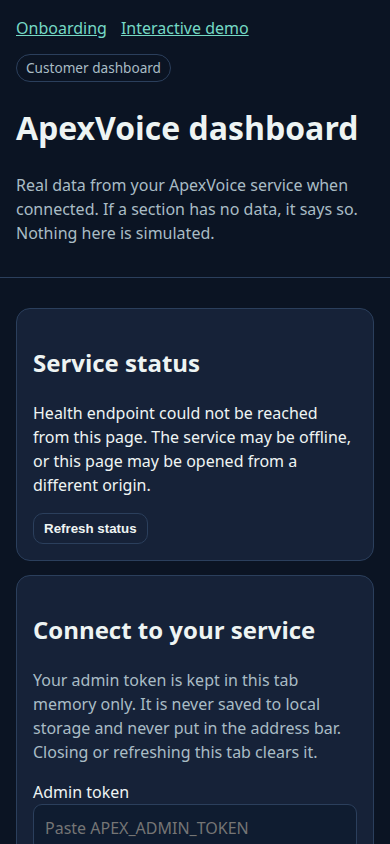 Onboarding Interactive demo
Customer dashboard
ApexVoice dashboard
Real data from your ApexVoice service when
connected. If a section has no data, it says so.
Nothing here is simulated.
Service status
Health endpoint could not be reached
from this page. The service may be offline,
or this page may be opened from a
different origin.
Refresh status
Connect to your service
Your admin token is kept in this tab
memory only. It is never saved to local
storage and never put in the address bar.
Closing or refreshing this tab clears it.
Admin token
Paste APEX_ADMIN_TOKEN